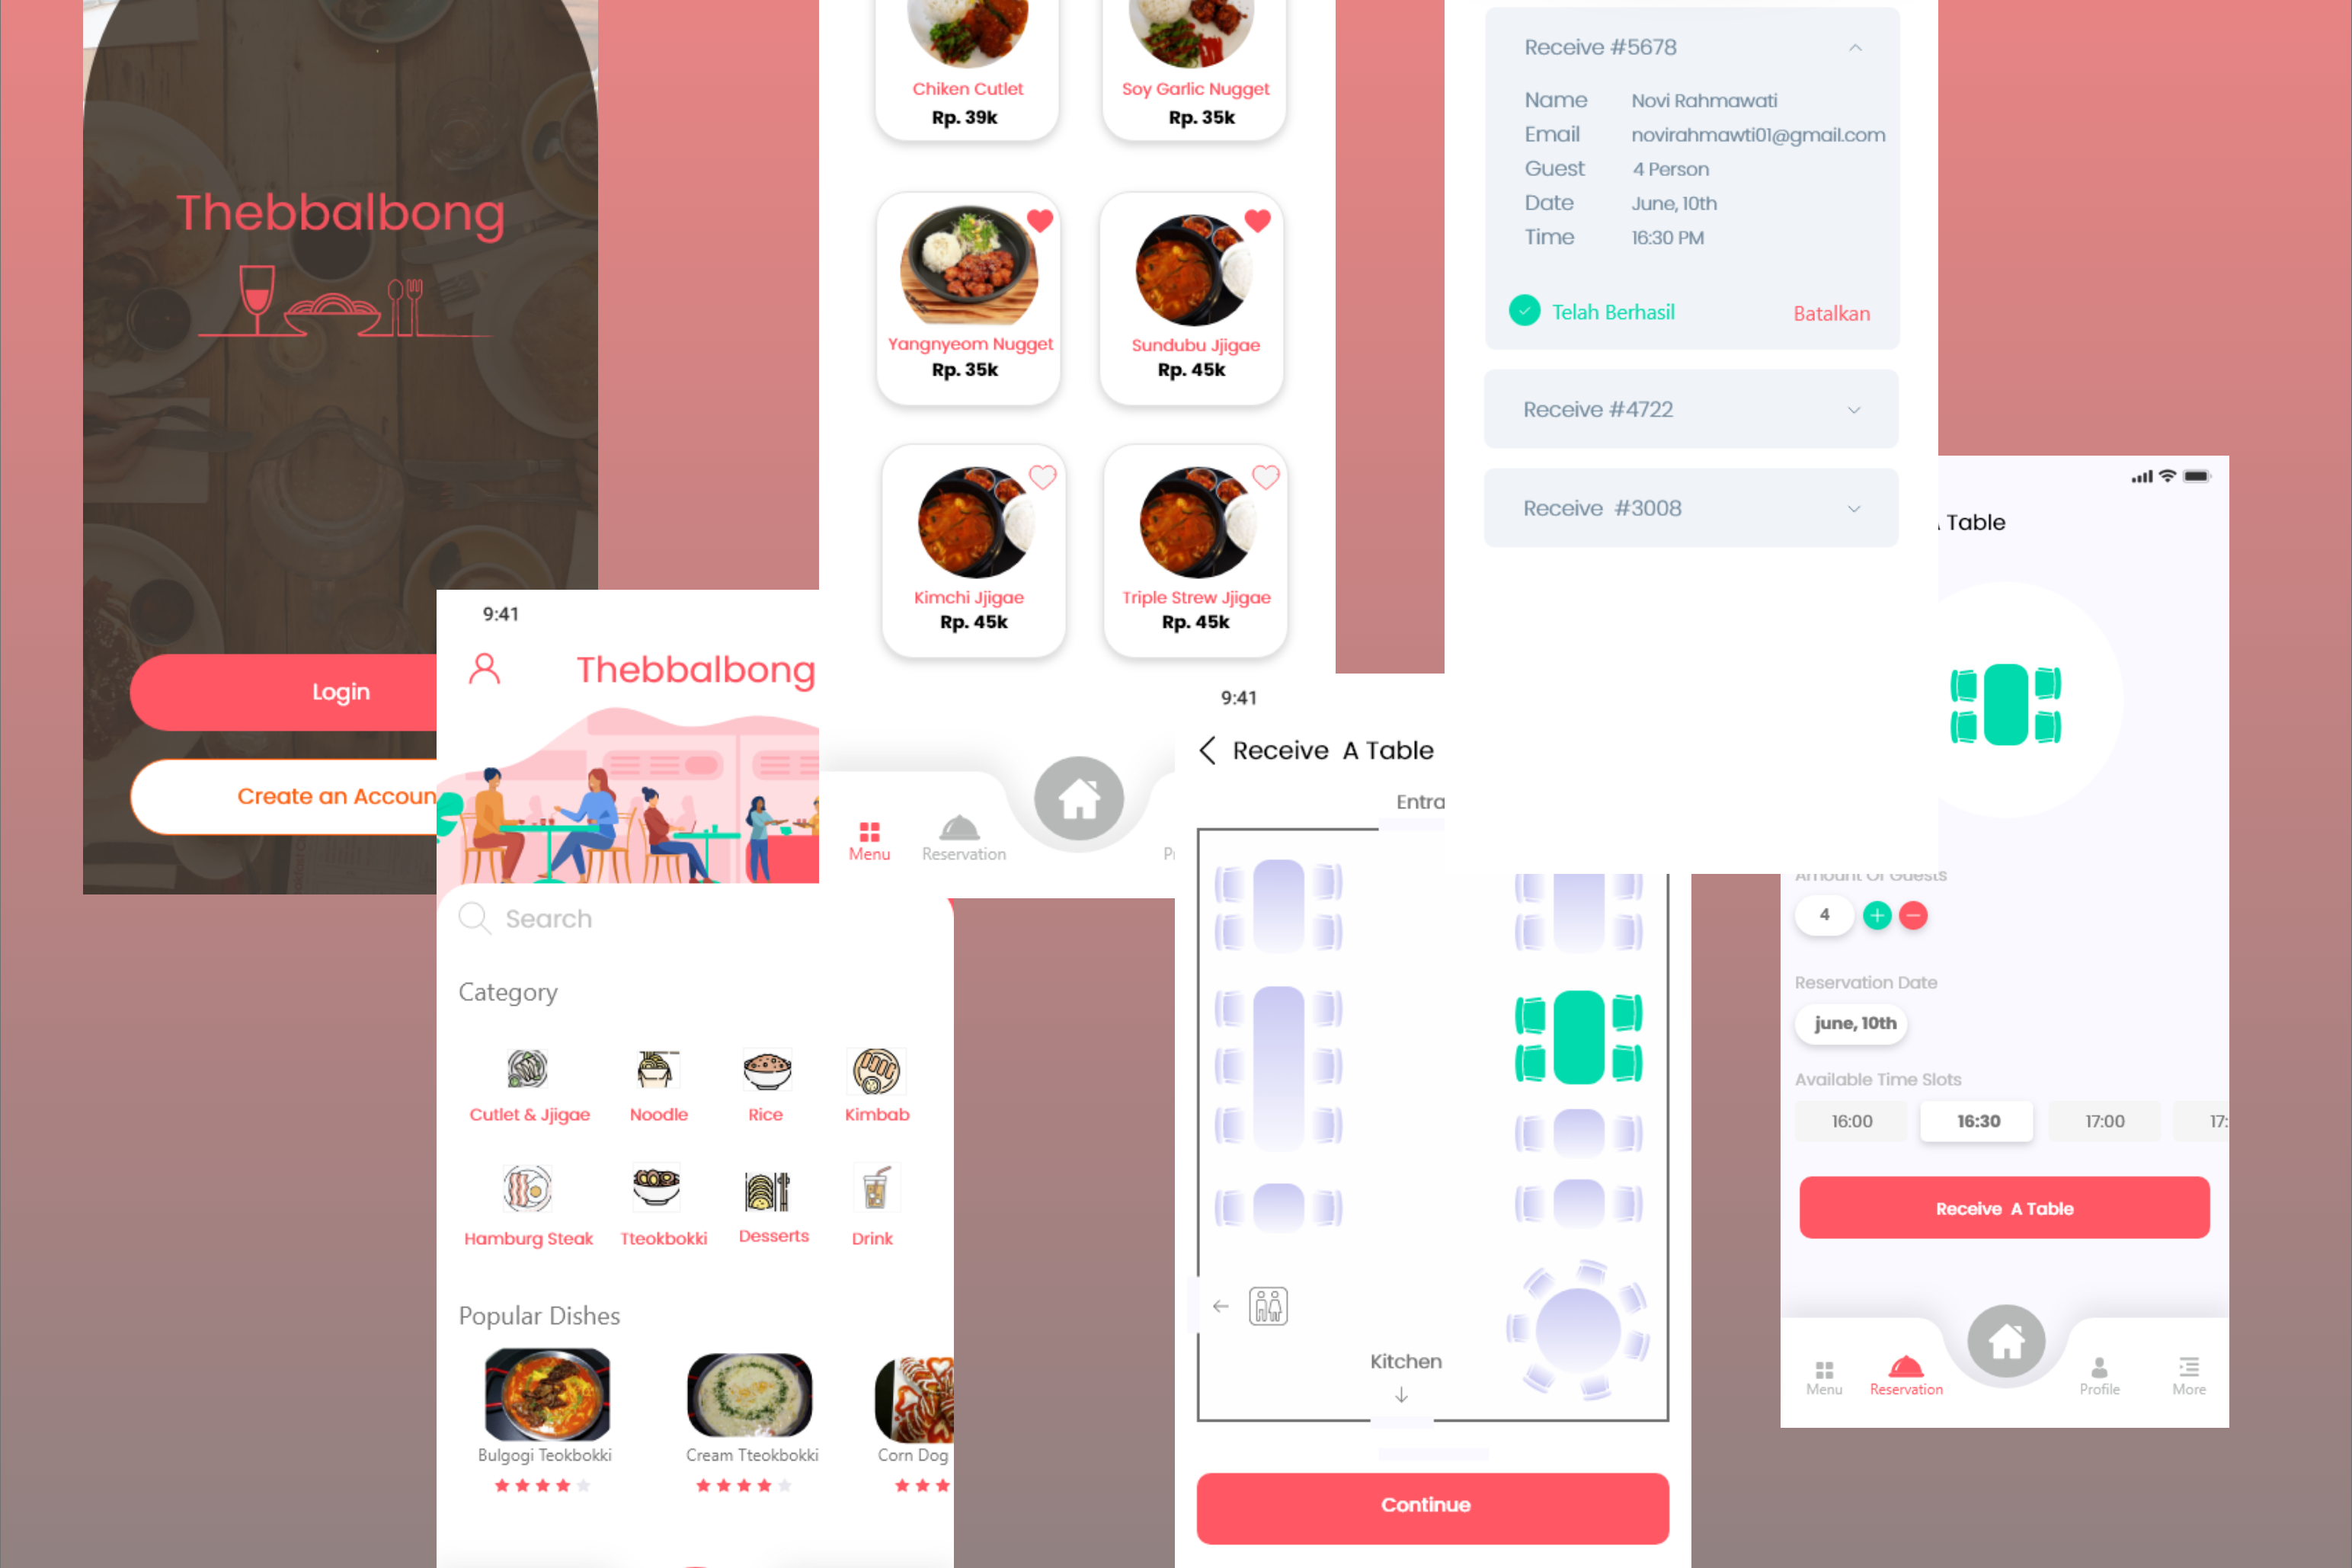 Thebbalbong
Login
Create an Accoun
9:41
Thebbalbong
Search
Category
Cutlet & Jjigae
Noodle
Rice
Kimbab
Hamburg Steak
Tteokbokki
Desserts
Drink
Popular Dishes
Bulgogi Teokbokki
Cream Tteokbokki
Corn Dog
Chiken Cutlet
Rp. 39k
Soy Garlic Nugget
Rp. 35k
Yangnyeom Nugget
Rp. 35k
Sundubu Jjigae
Rp. 45k
Kimchi Jjigae
Rp. 45k
Triple Strew Jjigae
Rp. 45k
Menu
Reservation
9:41
Receive A Table
Entra
Kitchen
Continue
Receive #5678
Name Novi Rahmawati
Email novirahmawti01@gmail.com
Guest 4 Person
Date June, 10th
Time 16:30 PM
Telah Berhasil
Batalkan
Receive #4722
Receive #3008
Table
Amount Of Guests
4
Reservation Date
june, 10th
Available Time Slots
16:00
16:30
17:00
17:
Receive A Table
Menu
Reservation
Profile
More